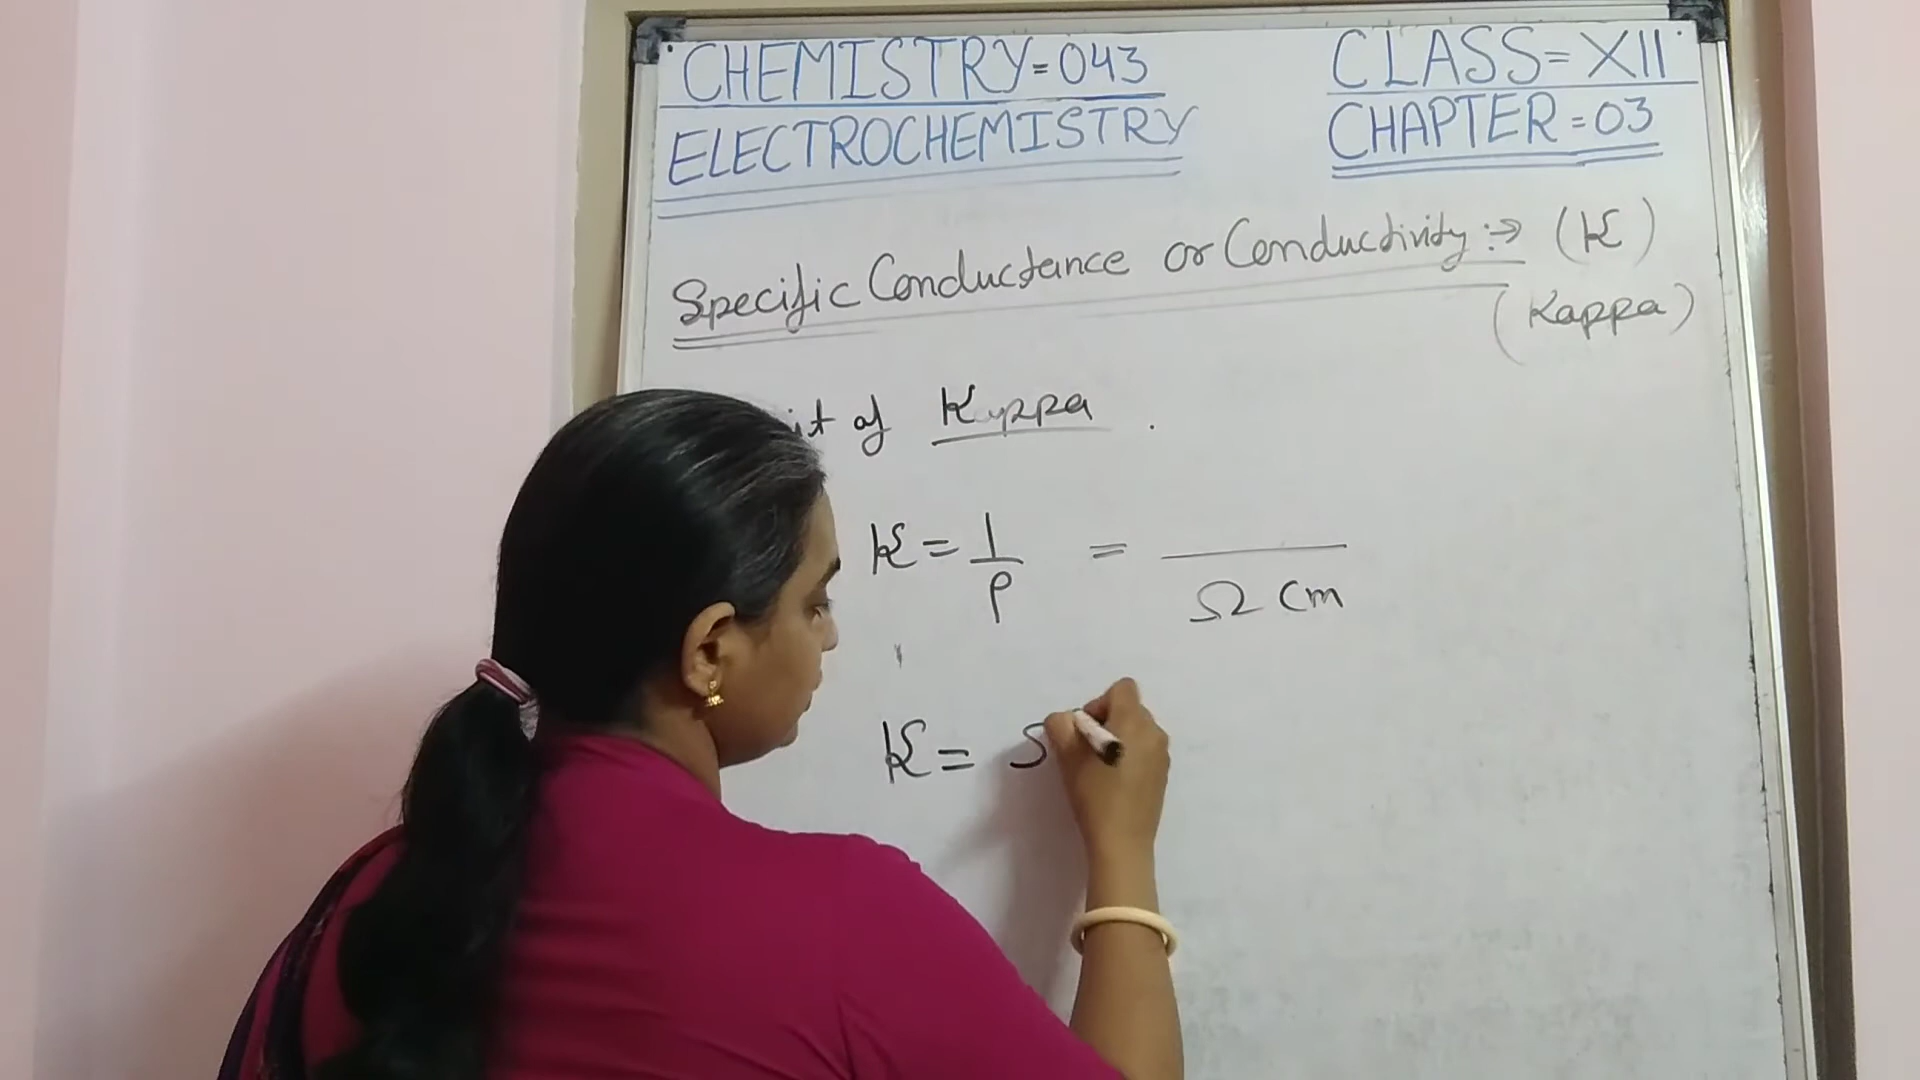 CHEMISTRY=043 CLASS=XII
ELECTROCHEMISTRY CHAPTER=03
Specific Conductance or Conductivity :→ (K)
(Kappa)
of Kappa .
K = 1/ρ = /Ω cm
K = S